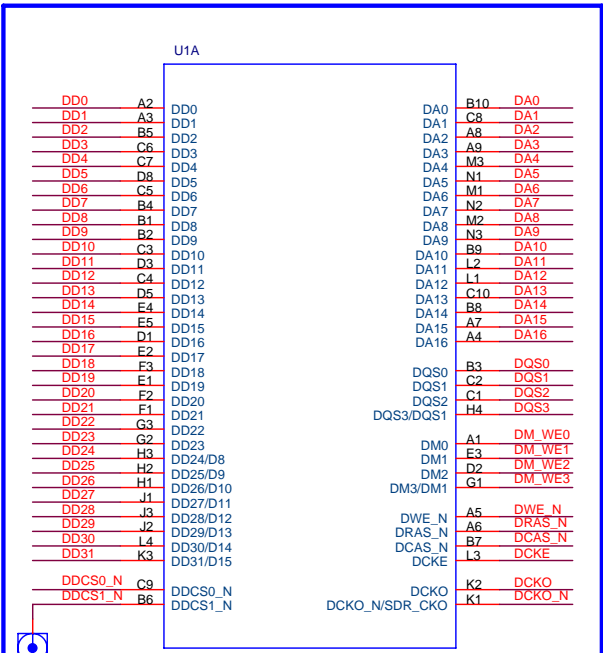 U1A
DD0 A2 DD0 DA0 B10 DA0
DD1 A3 DD1 DA1 C8 DA1
DD2 B5 DD2 DA2 A8 DA2
DD3 C6 DD3 DA3 A9 DA3
DD4 C7 DD4 DA4 M3 DA4
DD5 D8 DD5 DA5 N1 DA5
DD6 C5 DD6 DA6 M1 DA6
DD7 B4 DD7 DA7 N2 DA7
DD8 B1 DD8 DA8 M2 DA8
DD9 B2 DD9 DA9 N3 DA9
DD10 C3 DD10 DA10 B9 DA10
DD11 D3 DD11 DA11 L2 DA11
DD12 C4 DD12 DA12 L1 DA12
DD13 D5 DD13 DA13 C10 DA13
DD14 E4 DD14 DA14 B8 DA14
DD15 E5 DD15 DA15 A7 DA15
DD16 D1 DD16 DA16 A4 DA16
DD17 E2 DD17
DD18 F3 DD18 DQS0 B3 DQS0
DD19 E1 DD19 DQS1 C2 DQS1
DD20 F2 DD20 DQS2 C1 DQS2
DD21 F1 DD21 DQS3/DQS1 H4 DQS3
DD22 G3 DD22
DD23 G2 DD23 DM0 A1 DM_WE0
DD24 H3 DD24/D8 DM1 E3 DM_WE1
DD25 H2 DD25/D9 DM2 D2 DM_WE2
DD26 H1 DD26/D10 DM3/DM1 G1 DM_WE3
DD27 J1 DD27/D11
DD28 J3 DD28/D12 DWE_N A5 DWE_N
DD29 J2 DD29/D13 DRAS_N A6 DRAS_N
DD30 L4 DD30/D14 DCAS_N B7 DCAS_N
DD31 K3 DD31/D15 DCKE L3 DCKE
DDCS0_N C9 DDCS0_N DCKO K2 DCKO
DDCS1_N B6 DDCS1_N DCKO_N/SDR_CKO K1 DCKO_N